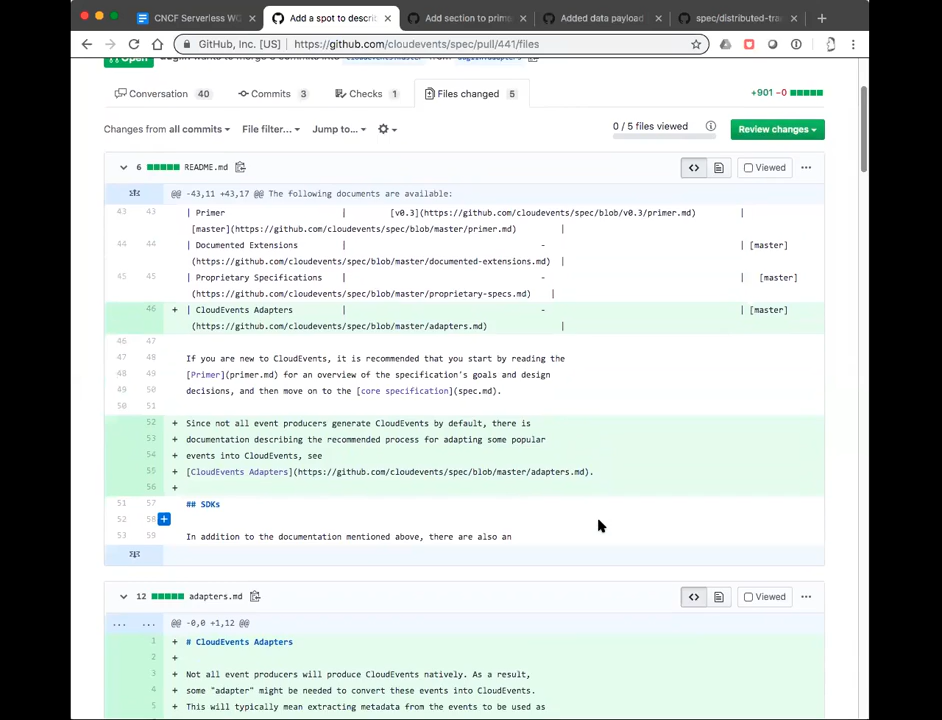 CNCF Serverless WG
Add a spot to descri
Add section to prime
Added data payload
spec/distributed-tra
GitHub, Inc. [US] https://github.com/cloudevents/spec/pull/441/files
Open
Conversation 40 Commits 3 Checks 1 Files changed 5 +901 −0
Changes from all commits File filter... Jump to... 0 / 5 files viewed Review changes
6 README.md Viewed
@@ -43,11 +43,17 @@ The following documents are available:
43 43 | Primer | [v0.3](https://github.com/cloudevents/spec/blob/v0.3/primer.md) |
[master](https://github.com/cloudevents/spec/blob/master/primer.md) |
44 44 | Documented Extensions | - | [master]
(https://github.com/cloudevents/spec/blob/master/documented-extensions.md) |
45 45 | Proprietary Specifications | - | [master]
(https://github.com/cloudevents/spec/blob/master/proprietary-specs.md) |
46 + | CloudEvents Adapters | - | [master]
(https://github.com/cloudevents/spec/blob/master/adapters.md) |
46 47
47 48 If you are new to CloudEvents, it is recommended that you start by reading the
48 49 [Primer](primer.md) for an overview of the specification's goals and design
49 50 decisions, and then move on to the [core specification](spec.md).
50 51
52 + Since not all event producers generate CloudEvents by default, there is
53 + documentation describing the recommended process for adapting some popular
54 + events into CloudEvents, see
55 + [CloudEvents Adapters](https://github.com/cloudevents/spec/blob/master/adapters.md).
56 +
51 57 ## SDKs
52 58
53 59 In addition to the documentation mentioned above, there are also an
12 adapters.md Viewed
... ... @@ -0,0 +1,12 @@
1 + # CloudEvents Adapters
2 +
3 + Not all event producers will produce CloudEvents natively. As a result,
4 + some "adapter" might be needed to convert these events into CloudEvents.
5 + This will typically mean extracting metadata from the events to be used as